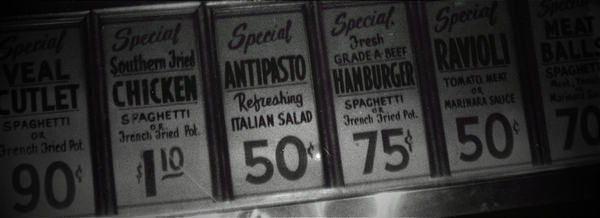 Special
VEAL
CUTLET
SPAGHETTI
OR
French Fried Pot.
90¢
Special
Southern Fried
CHICKEN
SPAGHETTI
OR
French Fried Pot.
$1.10
Special
ANTIPASTO
Refreshing
ITALIAN SALAD
50¢
Special
Fresh
GRADE A BEEF
HAMBURGER
SPAGHETTI
OR
French Fried Pot.
75¢
Special
RAVIOLI
TOMATO, MEAT
OR
MARINARA SAUCE
50¢
Special
MEAT
BALLS
SPAGHETTI
70